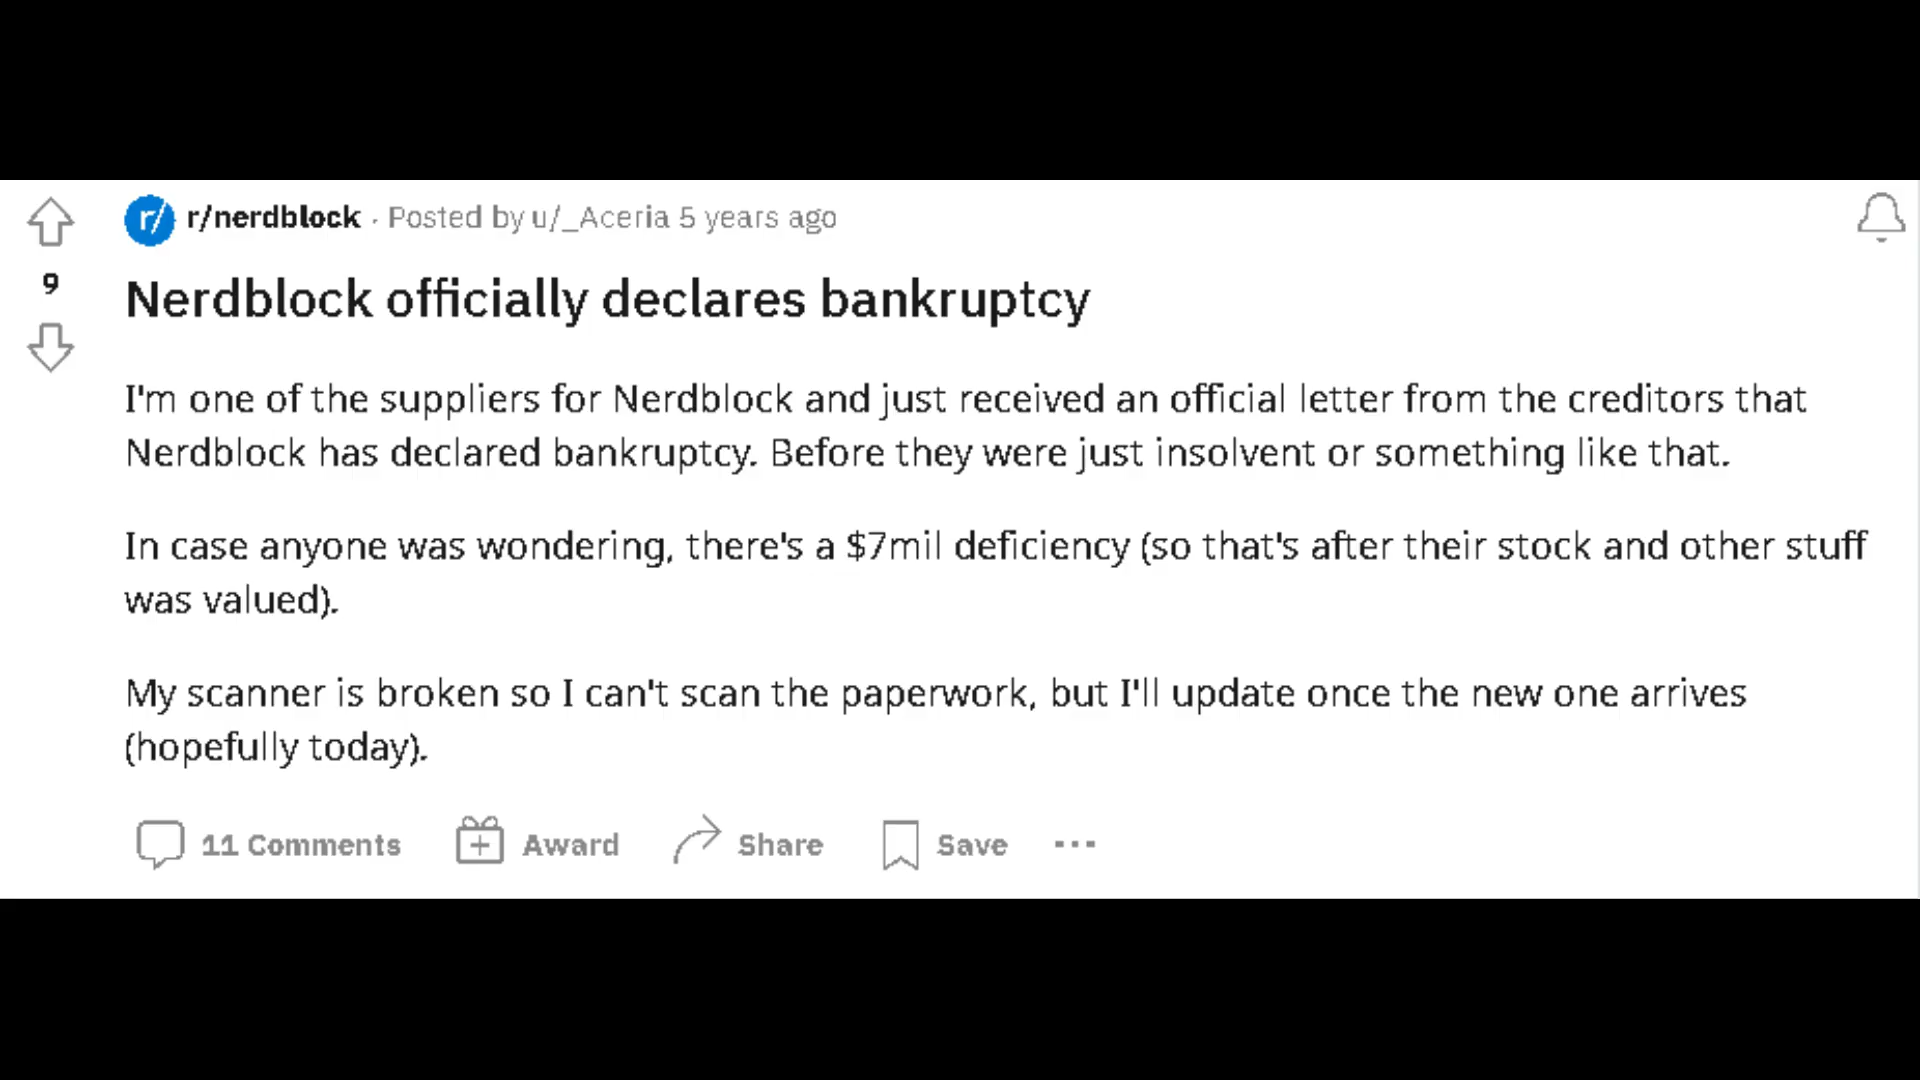 r/nerdblock · Posted by u/_Aceria 5 years ago
9
Nerdblock officially declares bankruptcy
I'm one of the suppliers for Nerdblock and just received an official letter from the creditors that
Nerdblock has declared bankruptcy. Before they were just insolvent or something like that.
In case anyone was wondering, there's a $7mil deficiency (so that's after their stock and other stuff
was valued).
My scanner is broken so I can't scan the paperwork, but I'll update once the new one arrives
(hopefully today).
11 Comments Award Share Save ...